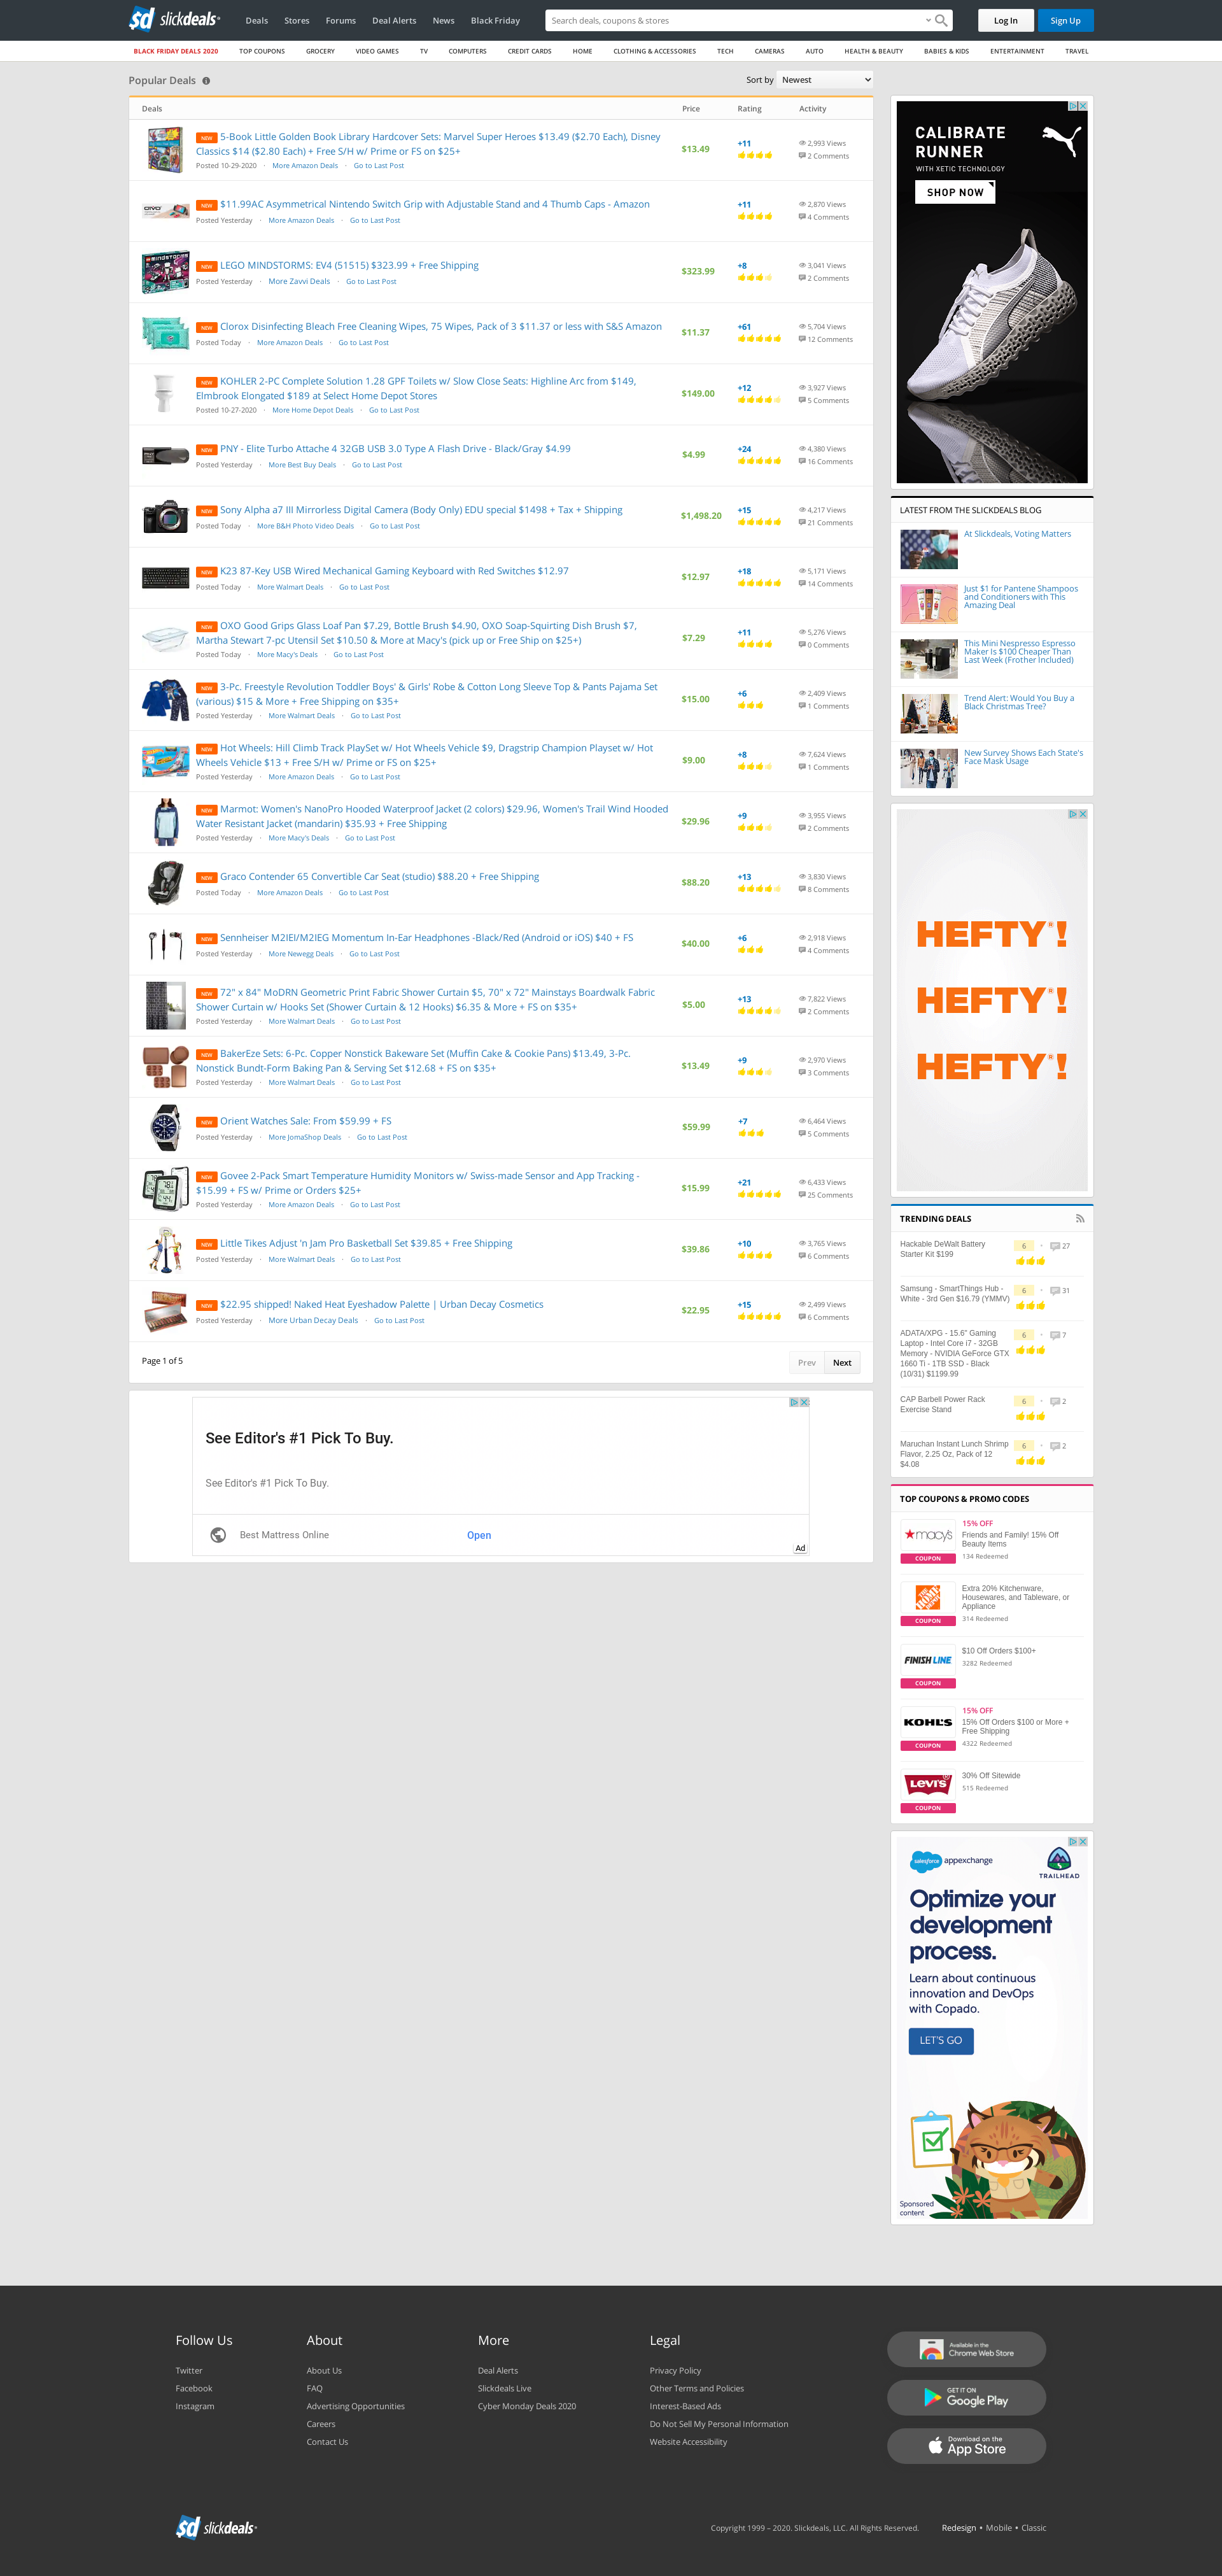 sd slickdeals
Deals Stores Forums Deal Alerts News Black Friday
Search deals, coupons & stores
Log In Sign Up
BLACK FRIDAY DEALS 2020 TOP COUPONS GROCERY VIDEO GAMES TV COMPUTERS CREDIT CARDS HOME CLOTHING & ACCESSORIES TECH CAMERAS AUTO HEALTH & BEAUTY BABIES & KIDS ENTERTAINMENT TRAVEL
Popular Deals
Sort by Newest
Deals Price Rating Activity
NEW 5-Book Little Golden Book Library Hardcover Sets: Marvel Super Heroes $13.49 ($2.70 Each), Disney
Classics $14 ($2.80 Each) + Free S/H w/ Prime or FS on $25+
Posted 10-29-2020 · More Amazon Deals · Go to Last Post
$13.49
+11
2,993 Views
2 Comments
NEW $11.99AC Asymmetrical Nintendo Switch Grip with Adjustable Stand and 4 Thumb Caps - Amazon
Posted Yesterday · More Amazon Deals · Go to Last Post
+11
2,870 Views
4 Comments
NEW LEGO MINDSTORMS: EV4 (51515) $323.99 + Free Shipping
Posted Yesterday · More Zavvi Deals · Go to Last Post
$323.99
+8
3,041 Views
2 Comments
NEW Clorox Disinfecting Bleach Free Cleaning Wipes, 75 Wipes, Pack of 3 $11.37 or less with S&S Amazon
Posted Today · More Amazon Deals · Go to Last Post
$11.37
+61
5,704 Views
12 Comments
NEW KOHLER 2-PC Complete Solution 1.28 GPF Toilets w/ Slow Close Seats: Highline Arc from $149,
Elmbrook Elongated $189 at Select Home Depot Stores
Posted 10-27-2020 · More Home Depot Deals · Go to Last Post
$149.00
+12
3,927 Views
5 Comments
NEW PNY - Elite Turbo Attache 4 32GB USB 3.0 Type A Flash Drive - Black/Gray $4.99
Posted Yesterday · More Best Buy Deals · Go to Last Post
$4.99
+24
4,380 Views
16 Comments
NEW Sony Alpha a7 III Mirrorless Digital Camera (Body Only) EDU special $1498 + Tax + Shipping
Posted Today · More B&H Photo Video Deals · Go to Last Post
$1,498.20
+15
4,217 Views
21 Comments
NEW K23 87-Key USB Wired Mechanical Gaming Keyboard with Red Switches $12.97
Posted Today · More Walmart Deals · Go to Last Post
$12.97
+18
5,171 Views
14 Comments
NEW OXO Good Grips Glass Loaf Pan $7.29, Bottle Brush $4.90, OXO Soap-Squirting Dish Brush $7,
Martha Stewart 7-pc Utensil Set $10.50 & More at Macy's (pick up or Free Ship on $25+)
Posted Today · More Macy's Deals · Go to Last Post
$7.29
+11
5,276 Views
0 Comments
NEW 3-Pc. Freestyle Revolution Toddler Boys' & Girls' Robe & Cotton Long Sleeve Top & Pants Pajama Set
(various) $15 & More + Free Shipping on $35+
Posted Yesterday · More Walmart Deals · Go to Last Post
$15.00
+6
2,409 Views
1 Comments
NEW Hot Wheels: Hill Climb Track PlaySet w/ Hot Wheels Vehicle $9, Dragstrip Champion Playset w/ Hot
Wheels Vehicle $13 + Free S/H w/ Prime or FS on $25+
Posted Yesterday · More Amazon Deals · Go to Last Post
$9.00
+8
7,624 Views
1 Comments
NEW Marmot: Women's NanoPro Hooded Waterproof Jacket (2 colors) $29.96, Women's Trail Wind Hooded
Water Resistant Jacket (mandarin) $35.93 + Free Shipping
Posted Yesterday · More Macy's Deals · Go to Last Post
$29.96
+9
3,955 Views
2 Comments
NEW Graco Contender 65 Convertible Car Seat (studio) $88.20 + Free Shipping
Posted Today · More Amazon Deals · Go to Last Post
$88.20
+13
3,830 Views
8 Comments
NEW Sennheiser M2IEI/M2IEG Momentum In-Ear Headphones -Black/Red (Android or iOS) $40 + FS
Posted Yesterday · More Newegg Deals · Go to Last Post
$40.00
+6
2,918 Views
4 Comments
NEW 72" x 84" MoDRN Geometric Print Fabric Shower Curtain $5, 70" x 72" Mainstays Boardwalk Fabric
Shower Curtain w/ Hooks Set (Shower Curtain & 12 Hooks) $6.35 & More + FS on $35+
Posted Yesterday · More Walmart Deals · Go to Last Post
$5.00
+13
7,822 Views
2 Comments
NEW BakerEze Sets: 6-Pc. Copper Nonstick Bakeware Set (Muffin Cake & Cookie Pans) $13.49, 3-Pc.
Nonstick Bundt-Form Baking Pan & Serving Set $12.68 + FS on $35+
Posted Yesterday · More Walmart Deals · Go to Last Post
$13.49
+9
2,970 Views
3 Comments
NEW Orient Watches Sale: From $59.99 + FS
Posted Yesterday · More JomaShop Deals · Go to Last Post
$59.99
+7
6,464 Views
5 Comments
NEW Govee 2-Pack Smart Temperature Humidity Monitors w/ Swiss-made Sensor and App Tracking -
$15.99 + FS w/ Prime or Orders $25+
Posted Yesterday · More Amazon Deals · Go to Last Post
$15.99
+21
6,433 Views
25 Comments
NEW Little Tikes Adjust 'n Jam Pro Basketball Set $39.85 + Free Shipping
Posted Yesterday · More Walmart Deals · Go to Last Post
$39.86
+10
3,765 Views
6 Comments
NEW $22.95 shipped! Naked Heat Eyeshadow Palette | Urban Decay Cosmetics
Posted Yesterday · More Urban Decay Deals · Go to Last Post
$22.95
+15
2,499 Views
6 Comments
Page 1 of 5
Prev Next
See Editor's #1 Pick To Buy.
See Editor's #1 Pick To Buy.
Best Mattress Online Open
Ad
CALIBRATE
RUNNER
WITH XETIC TECHNOLOGY
SHOP NOW
LATEST FROM THE SLICKDEALS BLOG
At Slickdeals, Voting Matters
Just $1 for Pantene Shampoos
and Conditioners with This
Amazing Deal
This Mini Nespresso Espresso
Maker Is $100 Cheaper Than
Last Week (Frother Included)
Trend Alert: Would You Buy a
Black Christmas Tree?
New Survey Shows Each State's
Face Mask Usage
HEFTY®!
HEFTY®!
HEFTY®!
TRENDING DEALS
Hackable DeWalt Battery
Starter Kit $199
6 · 27
Samsung - SmartThings Hub -
White - 3rd Gen $16.79 (YMMV)
6 · 31
ADATA/XPG - 15.6" Gaming
Laptop - Intel Core i7 - 32GB
Memory - NVIDIA GeForce GTX
1660 Ti - 1TB SSD - Black
(10/31) $1199.99
6 · 7
CAP Barbell Power Rack
Exercise Stand
6 · 2
Maruchan Instant Lunch Shrimp
Flavor, 2.25 Oz, Pack of 12
$4.08
6 · 2
TOP COUPONS & PROMO CODES
macy's
COUPON
15% OFF
Friends and Family! 15% Off
Beauty Items
134 Redeemed
COUPON
Extra 20% Kitchenware,
Housewares, and Tableware, or
Appliance
314 Redeemed
FINISH LINE
COUPON
$10 Off Orders $100+
3282 Redeemed
KOHL'S
COUPON
15% OFF
15% Off Orders $100 or More +
Free Shipping
4322 Redeemed
LEVI'S
COUPON
30% Off Sitewide
515 Redeemed
salesforce appexchange
TRAILHEAD
Optimize your
development
process.
Learn about continuous
innovation and DevOps
with Copado.
LET'S GO
Sponsored
content
Follow Us
Twitter
Facebook
Instagram
About
About Us
FAQ
Advertising Opportunities
Careers
Contact Us
More
Deal Alerts
Slickdeals Live
Cyber Monday Deals 2020
Legal
Privacy Policy
Other Terms and Policies
Interest-Based Ads
Do Not Sell My Personal Information
Website Accessibility
Available in the
Chrome Web Store
GET IT ON
Google Play
Download on the
App Store
sd slickdeals
Copyright 1999 – 2020. Slickdeals, LLC. All Rights Reserved. Redesign • Mobile • Classic